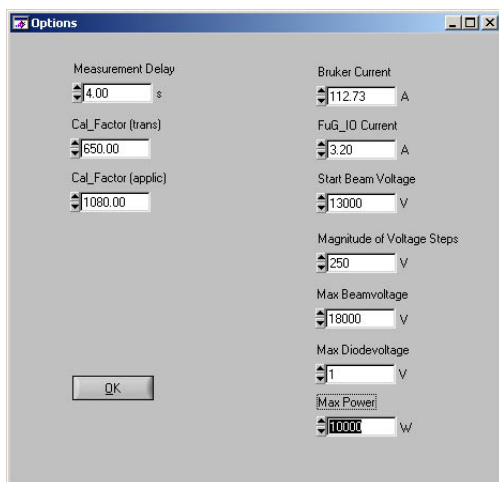 Options
Measurement Delay
4.00 s
Cal_Factor (trans)
650.00
Cal_Factor (applic)
1080.00
OK
Bruker Current
112.73 A
FuG_IO Current
3.20 A
Start Beam Voltage
13000 V
Magnitude of Voltage Steps
250 V
Max Beamvoltage
18000 V
Max Diodevoltage
1 V
Max Power
10000 W